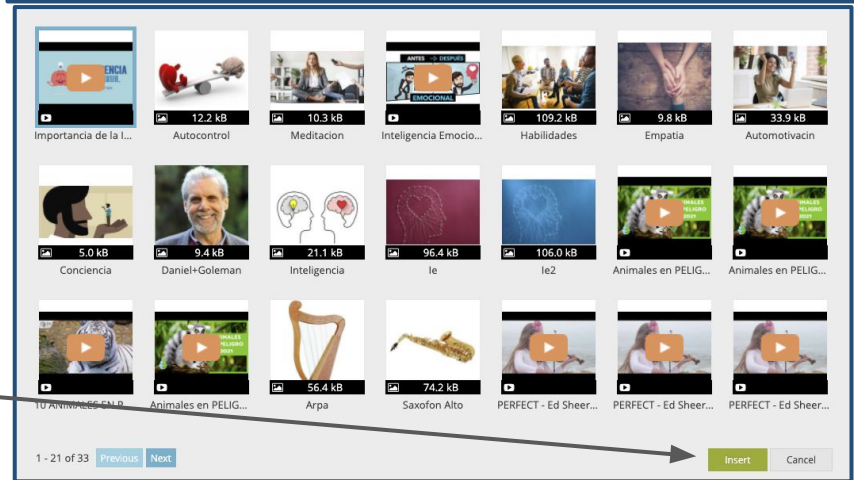 ENCIA
ANTES -> DESPUÉS
EMOCIONAL
12.2 kB
10.3 kB
109.2 kB
9.8 kB
33.9 kB
Importancia de la I...
Autocontrol
Meditacion
Inteligencia Emocio...
Habilidades
Empatia
Automotivacin
5.0 kB
9.4 kB
21.1 kB
96.4 kB
106.0 kB
Conciencia
Daniel+Goleman
Inteligencia
Ie
Ie2
Animales en PELIG...
Animales en PELIG...
56.4 kB
74.2 kB
10 ANIMALES EN P...
Animales en PELIG...
Arpa
Saxofon Alto
PERFECT - Ed Sheer...
PERFECT - Ed Sheer...
PERFECT - Ed Sheer...
1 - 21 of 33 Previous Next Insert Cancel